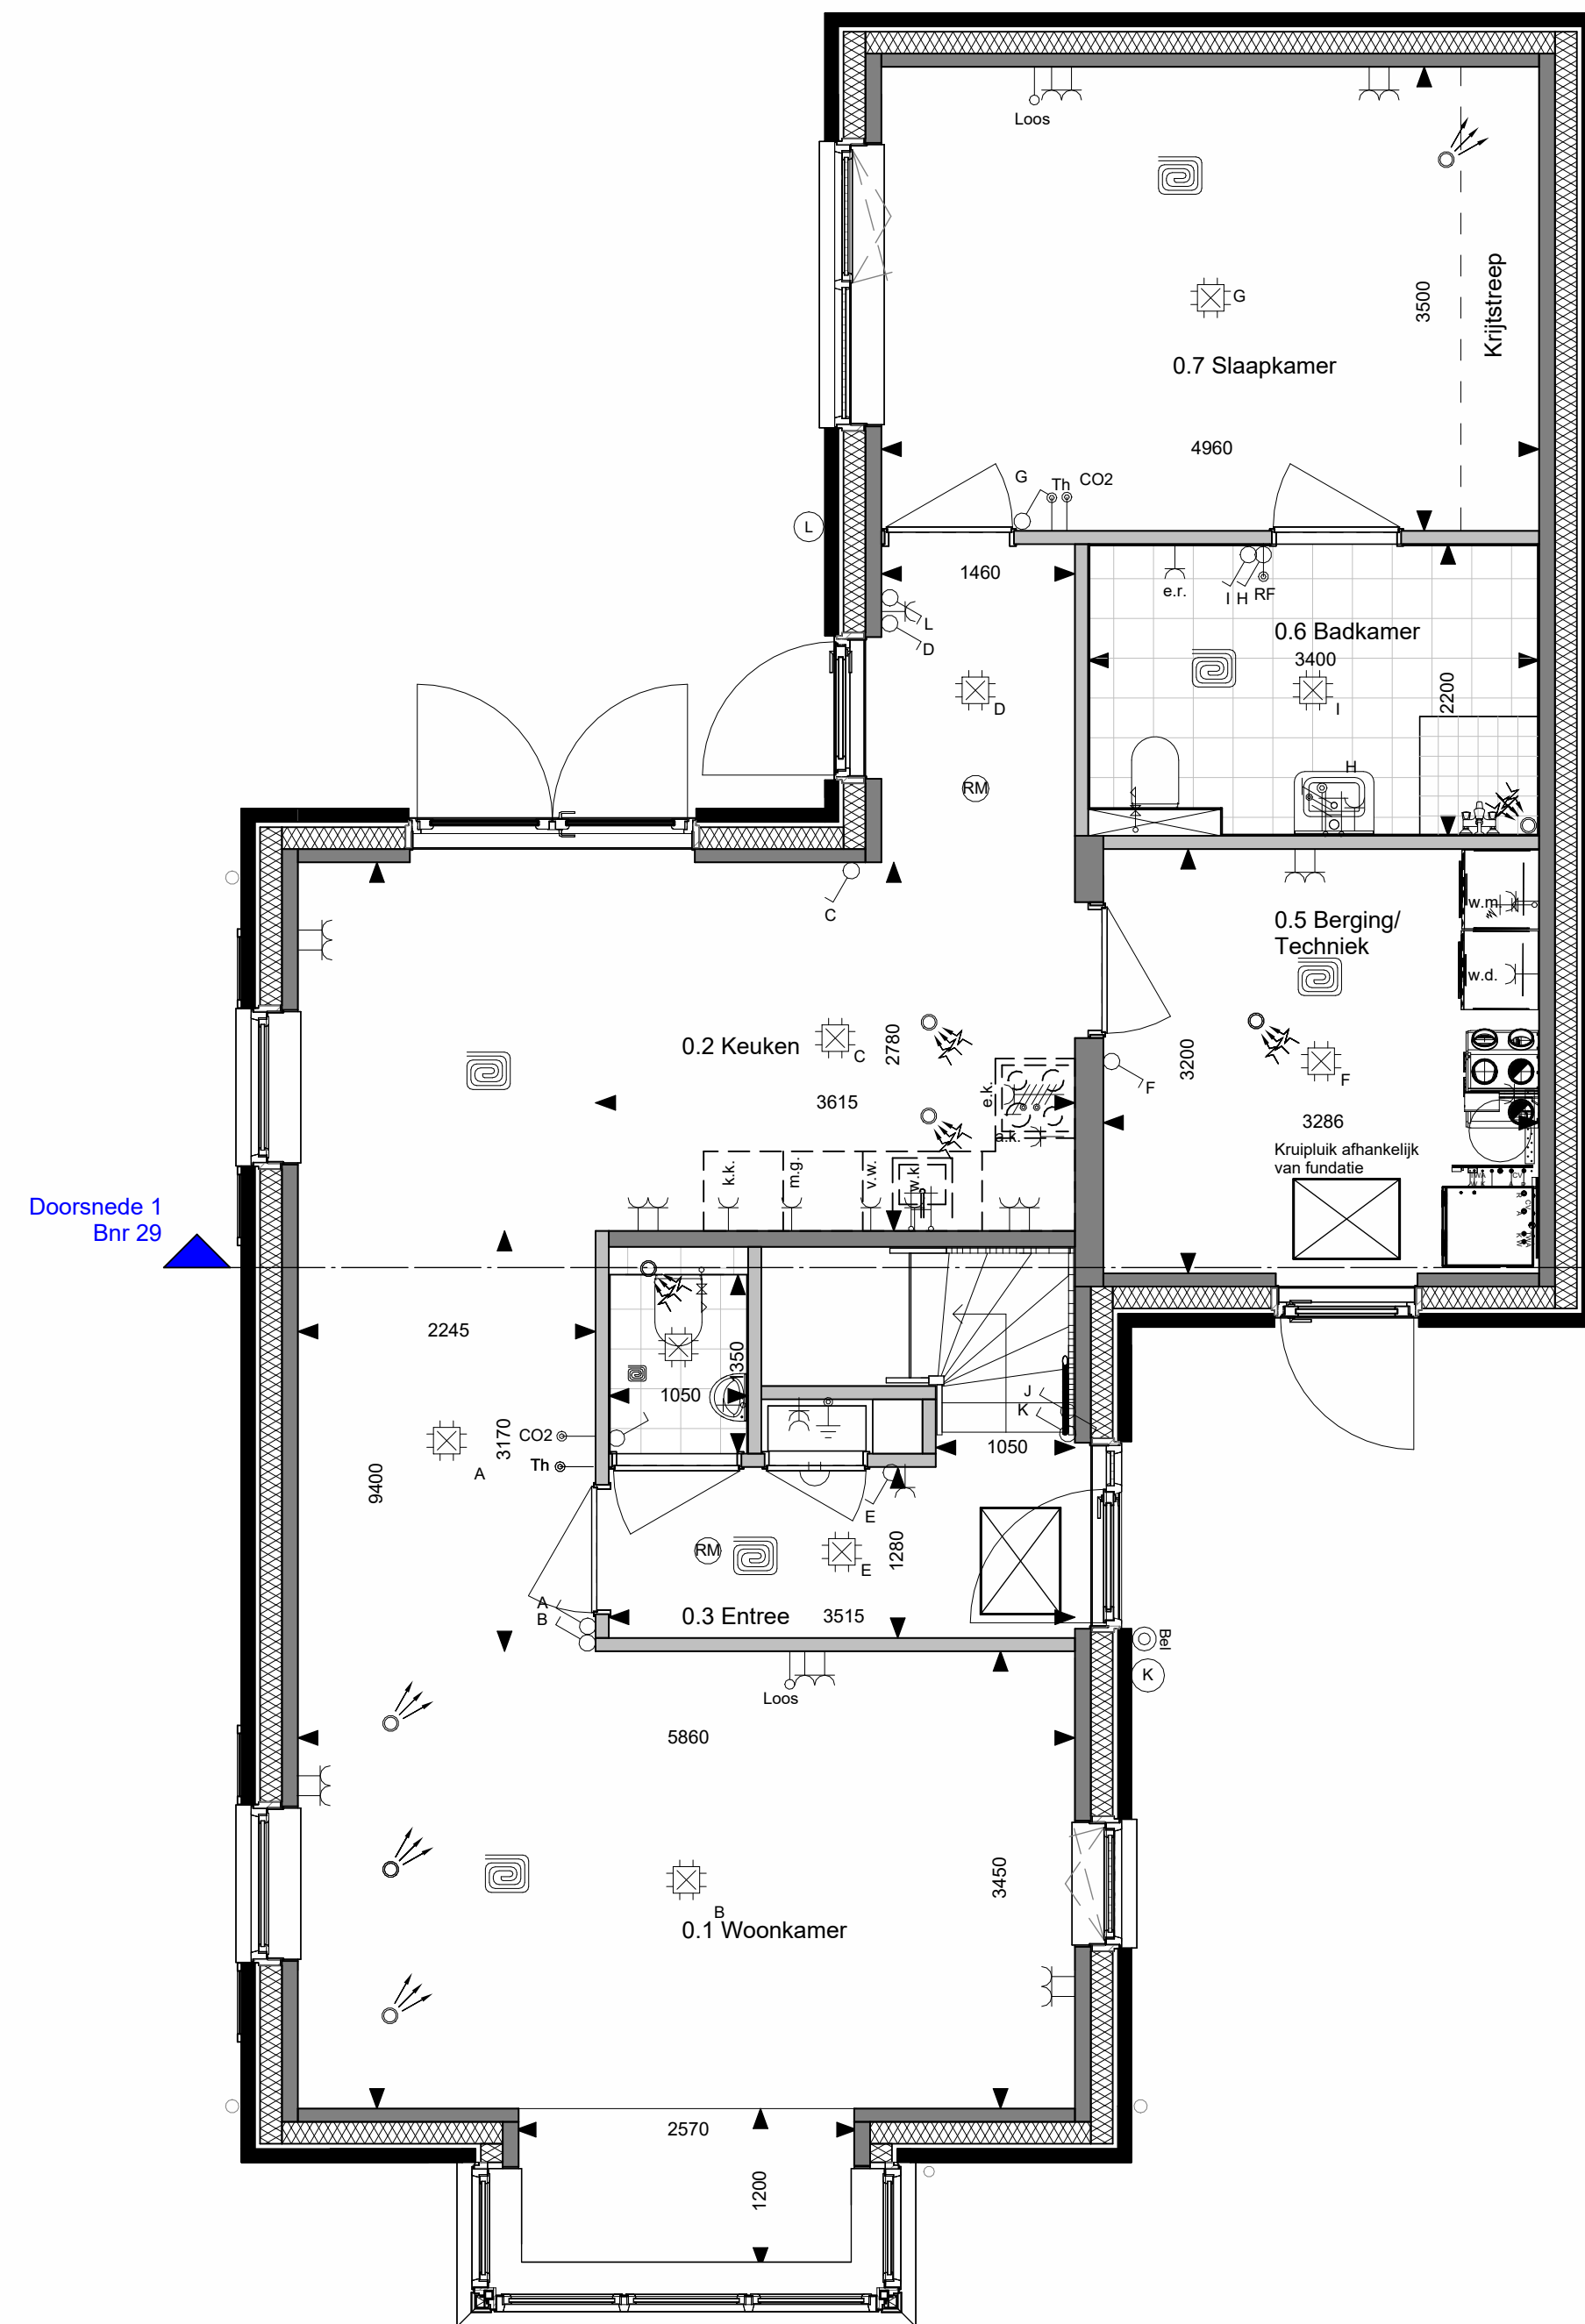 Loos
G
3500
Krijtstreep
0.7 Slaapkamer
4960
G
Th
CO2
L
1460
e.r.
I
H
RF
L
D
0.6 Badkamer
3400
2200
D
I
H
RM
C
0.5 Berging/
Techniek
w.m.
w.d.
0.2 Keuken
C
2780
3615
e.k.
a.k.
3200
F
F
3286
Kruipluik afhankelijk
van fundatie
k.k.
m.g.
v.w.
w.kl
Doorsnede 1
Bnr 29
2245
1350
1050
J
K
1050
CO2
Th
3170
A
9400
E
RM
E
1280
A
B
0.3 Entree
3515
Bel
K
Loos
5860
3450
B
0.1 Woonkamer
2570
1200